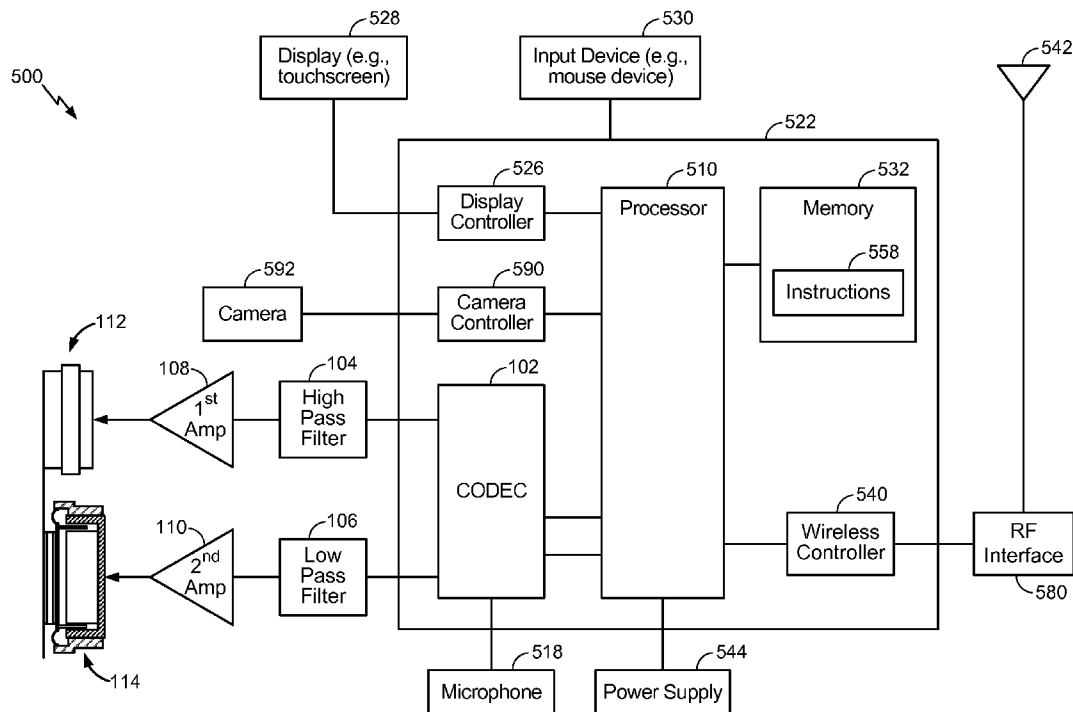 528
530
542
Display (e.g.,
touchscreen)
Input Device (e.g.,
mouse device)
500
522
526
510
532
Display
Controller
Processor
Memory
558
Instructions
592
590
Camera
Camera
Controller
112
108
104
102
1st
Amp
High
Pass
Filter
CODEC
110
106
540
2nd
Amp
Low
Pass
Filter
Wireless
Controller
RF
Interface
580
114
518
544
Microphone
Power Supply